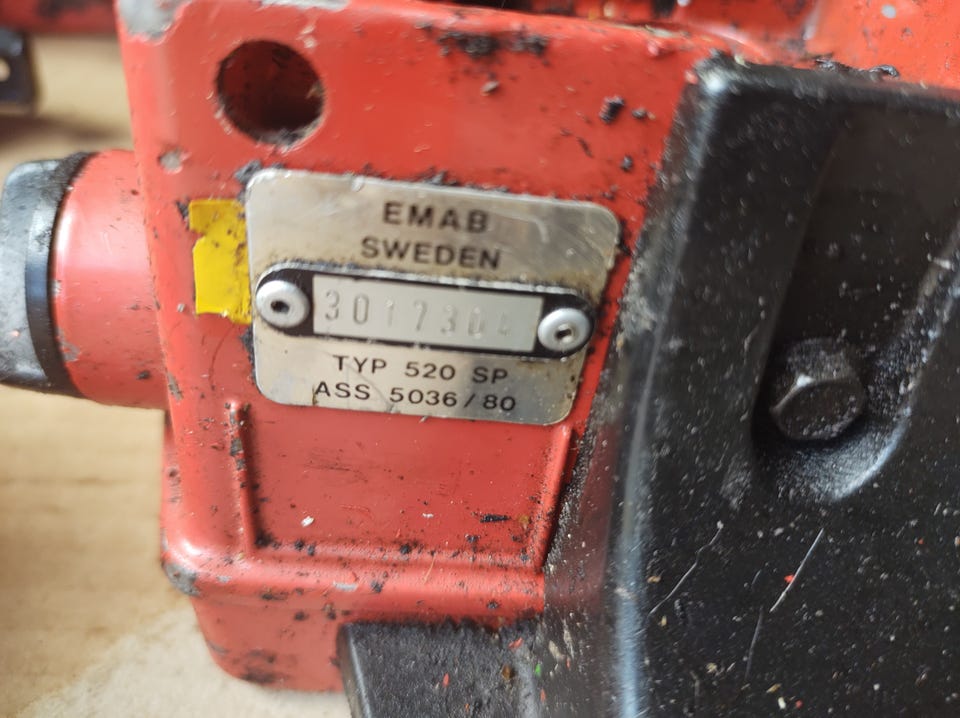 EMAB
SWEDEN
TYP 520 SP
ASS 5036/80